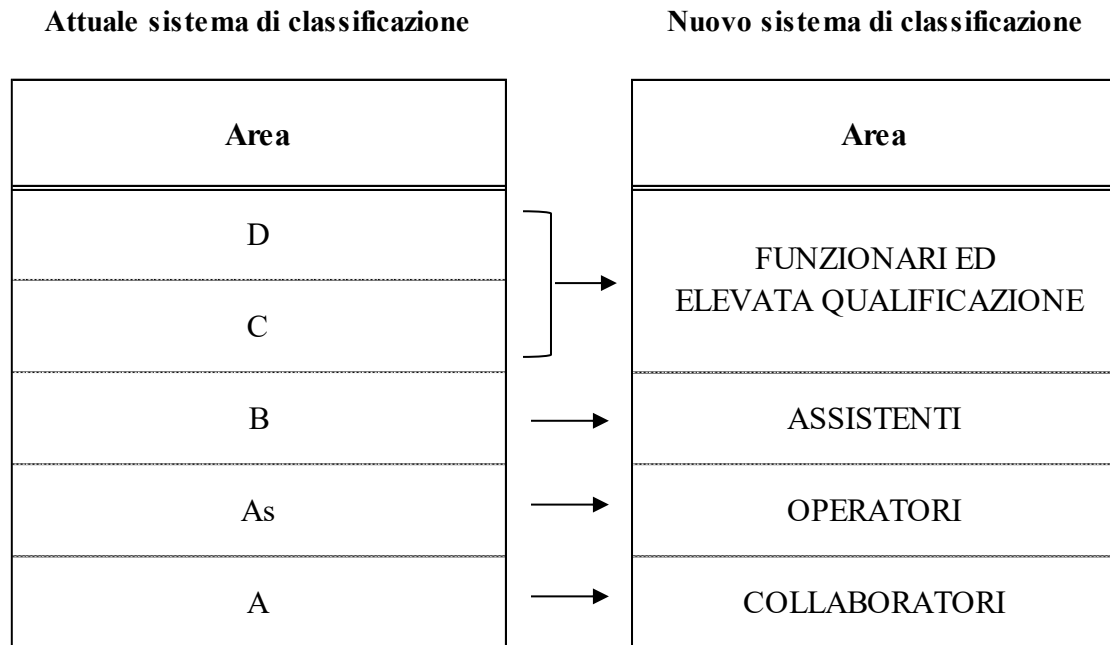 Attuale sistema di classificazione
Nuovo sistema di classificazione
Area
Area
D
C
B
As
A
FUNZIONARI ED
ELEVATA QUALIFICAZIONE
ASSISTENTI
OPERATORI
COLLABORATORI